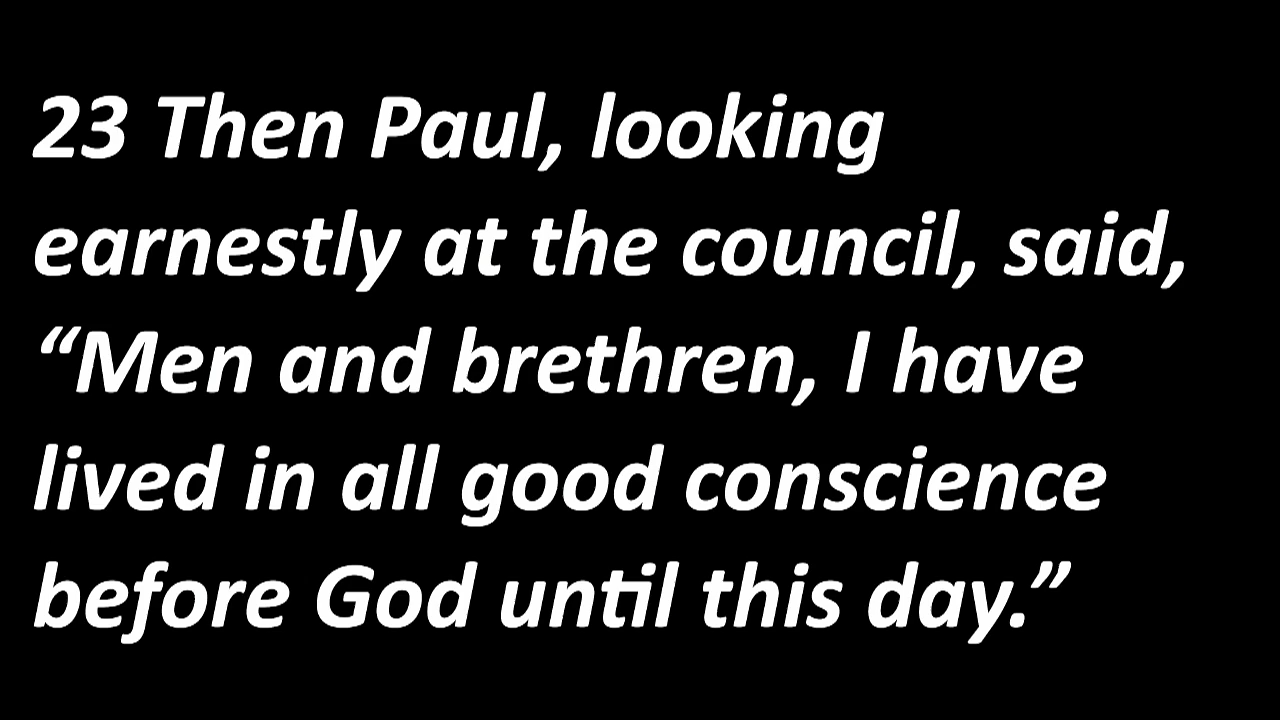 23 Then Paul, looking
earnestly at the council, said,
“Men and brethren, I have
lived in all good conscience
before God until this day.”